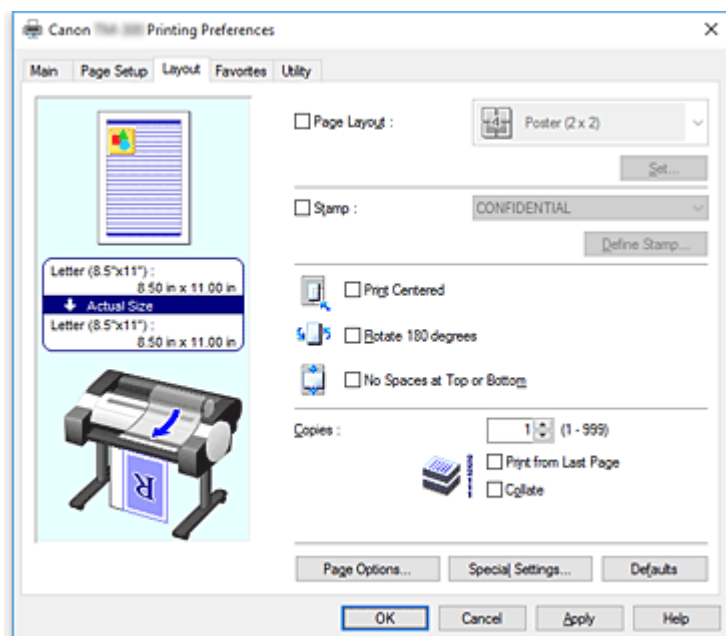 Canon Printing Preferences
Main Page Setup Layout Favorites Utility
Page Layout :
4
Poster (2 x 2)
Set...
Stamp :
CONFIDENTIAL
Define Stamp...
Letter (8.5"x11") :
8.50 in x 11.00 in
Actual Size
Letter (8.5"x11") :
8.50 in x 11.00 in
Print Centered
Rotate 180 degrees
No Spaces at Top or Bottom
R
Copies :
1 (1 - 999)
Print from Last Page
Collate
Page Options... Special Settings... Defaults
OK Cancel Apply Help